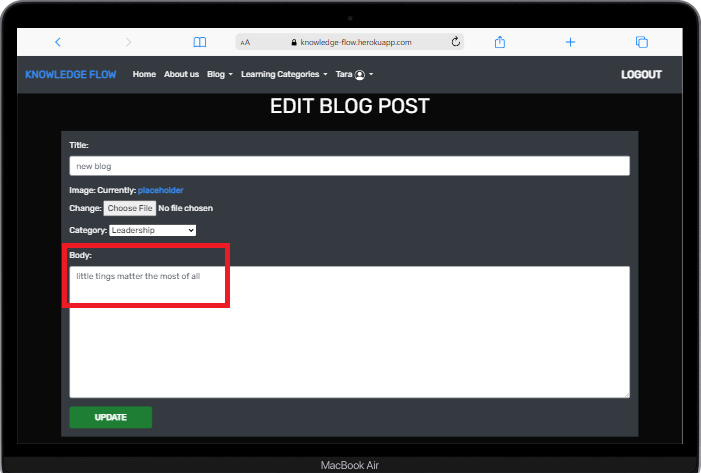 AA knowledge-flow.herokuapp.com
KNOWLEDGE FLOW Home About us Blog Learning Categories Tara LOGOUT
EDIT BLOG POST
Title:
new blog
Image: Currently: placeholder
Change: Choose File No file chosen
Category: Leadership
Body:
little tings matter the most of all
UPDATE
MacBook Air